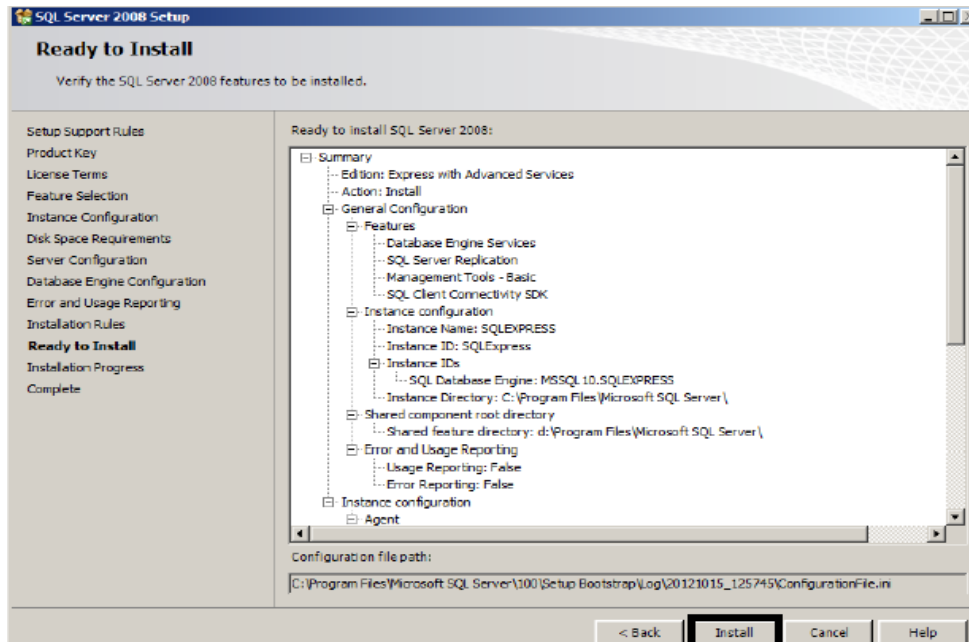 SQL Server 2008 Setup
Ready to Install
Verify the SQL Server 2008 features to be installed.
Setup Support Rules
Product Key
License Terms
Feature Selection
Instance Configuration
Disk Space Requirements
Server Configuration
Database Engine Configuration
Error and Usage Reporting
Installation Rules
Ready to Install
Installation Progress
Complete
Ready to install SQL Server 2008:
Summary
Edition: Express with Advanced Services
Action: Install
General Configuration
Features
Database Engine Services
SQL Server Replication
Management Tools - Basic
SQL Client Connectivity SDK
Instance configuration
Instance Name: SQLEXPRESS
Instance ID: SQLExpress
Instance IDs
SQL Database Engine: MSSQL10.SQLEXPRESS
Instance Directory: C:\Program Files\Microsoft SQL Server\
Shared component root directory
Shared feature directory: d:\Program Files\Microsoft SQL Server\
Error and Usage Reporting
Usage Reporting: False
Error Reporting: False
Instance configuration
Agent
Configuration file path:
C:\Program Files\Microsoft SQL Server\100\Setup Bootstrap\Log\20121015_125745\ConfigurationFile.ini
< Back
Install
Cancel
Help